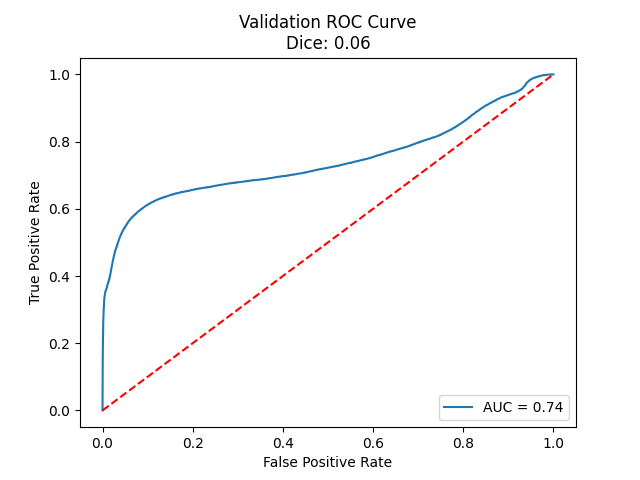 Validation ROC Curve
Dice: 0.06
True Positive Rate
1.0
0.8
0.6
0.4
0.2
0.0
0.0 0.2 0.4 0.6 0.8 1.0
False Positive Rate
AUC = 0.74